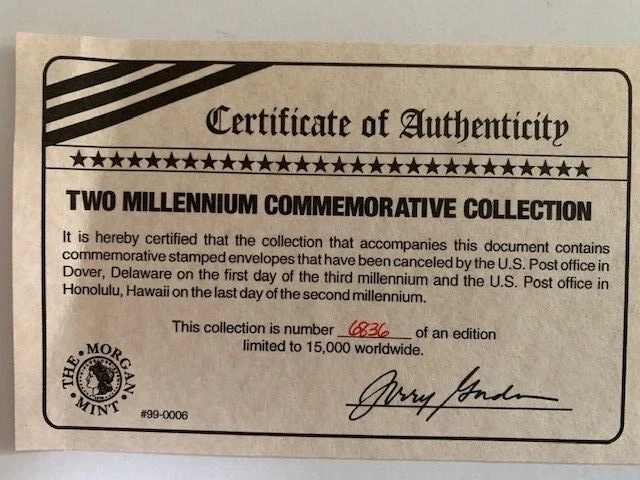 Certificate of Authenticity
TWO MILLENNIUM COMMEMORATIVE COLLECTION
It is hereby certified that the collection that accompanies this document contains
commemorative stamped envelopes that have been canceled by the U.S. Post office in
Dover, Delaware on the first day of the third millennium and the U.S. Post office in
Honolulu, Hawaii on the last day of the second millennium.
This collection is number 6836 of an edition
limited to 15,000 worldwide.
THE • MORGAN • MINT •
#99-0006